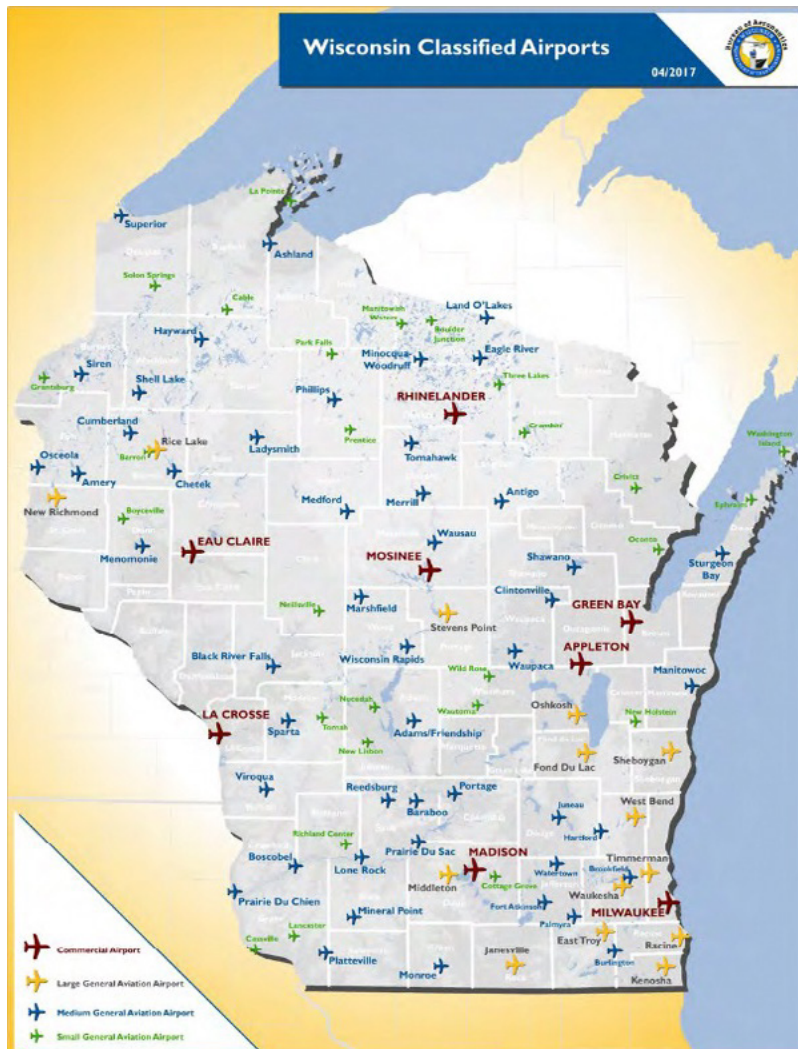 Wisconsin Classified Airports
04/2017
Bureau of Aeronautics
La Pointe
Superior
Ashland
Solon Springs
Cable
Land O'Lakes
Manitowish
Waters
Boulder
Junction
Hayward
Park Falls
Minocqua-
Woodruff
Eagle River
Siren
Grantsburg
Shell Lake
Three Lakes
Phillips
RHINELANDER
Cumberland
Rice Lake
Prentice
Crandon
Washington
Island
Osceola
Barron
Ladysmith
Tomahawk
Amery
Chetek
Crivitz
New Richmond
Medford
Merrill
Antigo
Ephraim
Boyceville
EAU CLAIRE
Wausau
Oconto
Menomonie
MOSINEE
Shawano
Sturgeon
Bay
Marshfield
Clintonville
Neillsville
GREEN BAY
Stevens Point
Black River Falls
Wisconsin Rapids
Waupaca
APPLETON
Wild Rose
Manitowoc
LA CROSSE
Necedah
Wautoma
Oshkosh
New Holstein
Sparta
Tomah
Adams/Friendship
New Lisbon
Fond Du Lac
Sheboygan
Viroqua
Reedsburg
Portage
Baraboo
West Bend
Juneau
Hartford
Richland Center
Prairie Du Sac
MADISON
Timmerman
Boscobel
Lone Rock
Watertown
Brookfield
Middleton
Cottage Grove
Waukesha
Prairie Du Chien
Fort Atkinson
MILWAUKEE
Mineral Point
Palmyra
Lancaster
East Troy
Racine
Cassville
Janesville
Platteville
Monroe
Burlington
Kenosha
Commercial Airport
Large General Aviation Airport
Medium General Aviation Airport
Small General Aviation Airport